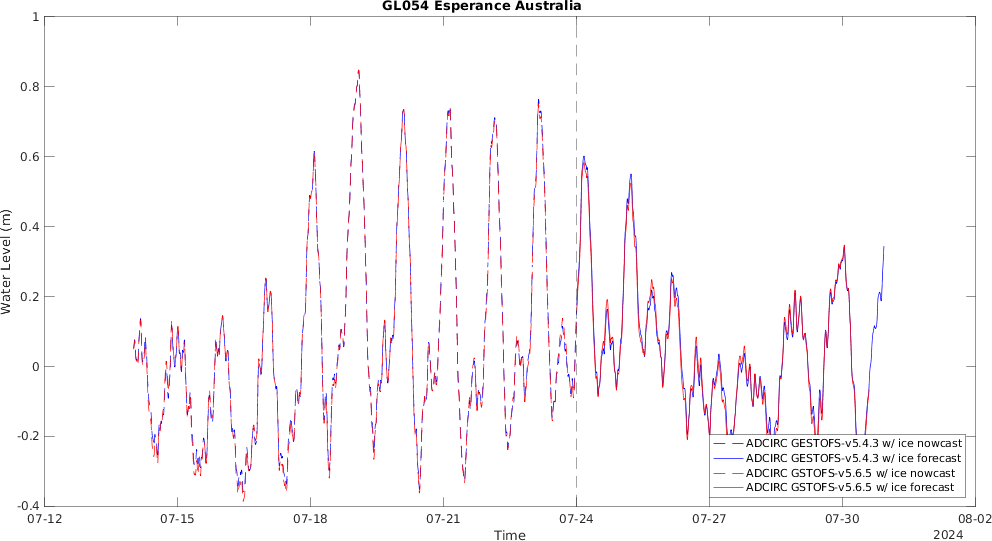 GL054 Esperance Australia
1
0.8
0.6
0.4
0.2
0
-0.2
-0.4
Water Level (m)
07-12
07-15
07-18
07-21
07-24
07-27
07-30
08-02
Time
2024
ADCIRC GESTOFS-v5.4.3 w/ ice nowcast
ADCIRC GESTOFS-v5.4.3 w/ ice forecast
ADCIRC GSTOFS-v5.6.5 w/ ice nowcast
ADCIRC GSTOFS-v5.6.5 w/ ice forecast